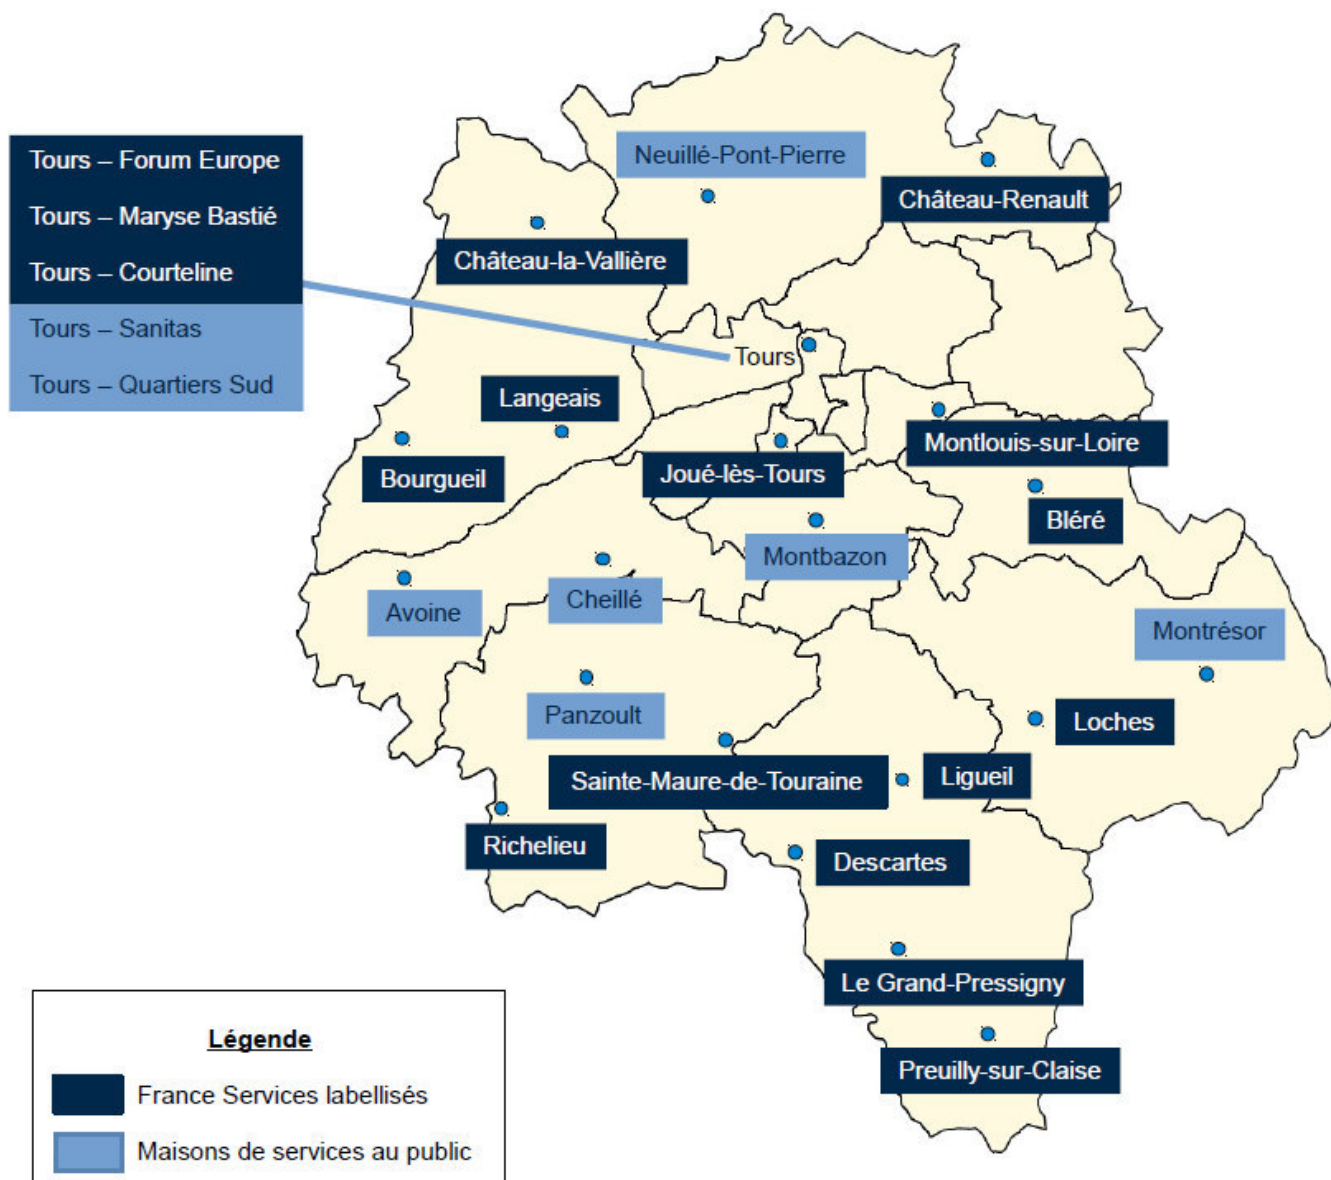 Tours – Forum Europe
Tours – Maryse Bastié
Tours – Courteline
Tours – Sanitas
Tours – Quartiers Sud
Neuillé-Pont-Pierre
Château-Renault
Château-la-Vallière
Tours
Langeais
Montlouis-sur-Loire
Bourgueil
Joué-lès-Tours
Bléré
Montbazon
Avoine
Cheillé
Montrésor
Panzoult
Loches
Sainte-Maure-de-Touraine
Ligueil
Richelieu
Descartes
Le Grand-Pressigny
Preuilly-sur-Claise
Légende
France Services labellisés
Maisons de services au public